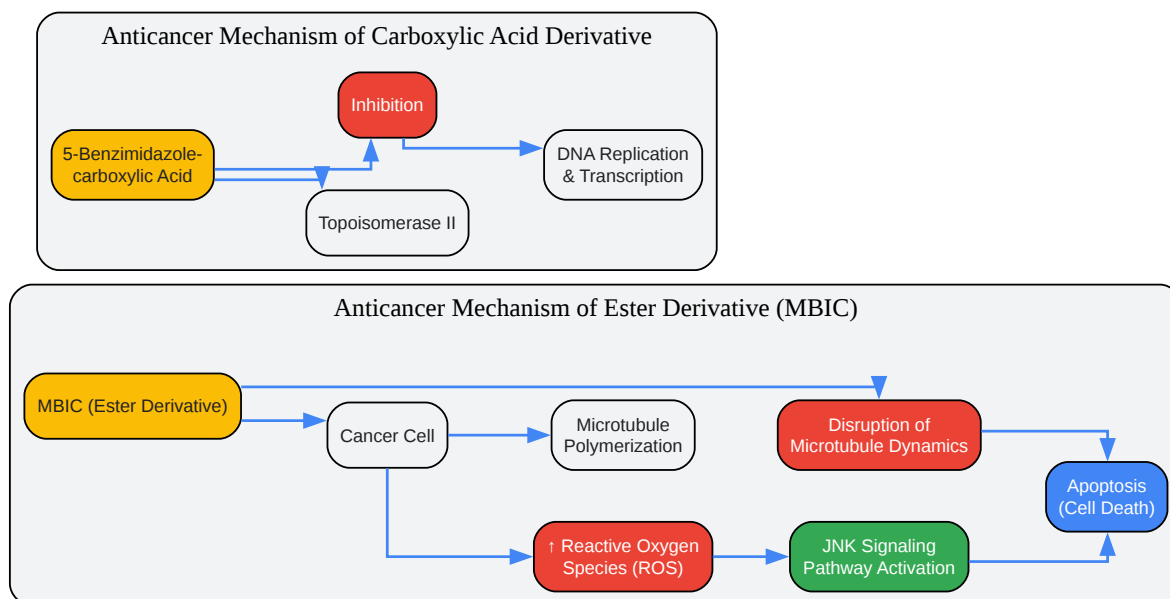 Anticancer Mechanism of Carboxylic Acid Derivative
Inhibition
5-Benzimidazole-
carboxylic Acid
DNA Replication
& Transcription
Topoisomerase II
Anticancer Mechanism of Ester Derivative (MBIC)
MBIC (Ester Derivative)
Cancer Cell
Microtubule
Polymerization
Disruption of
Microtubule Dynamics
Apoptosis
(Cell Death)
↑ Reactive Oxygen
Species (ROS)
JNK Signaling
Pathway Activation